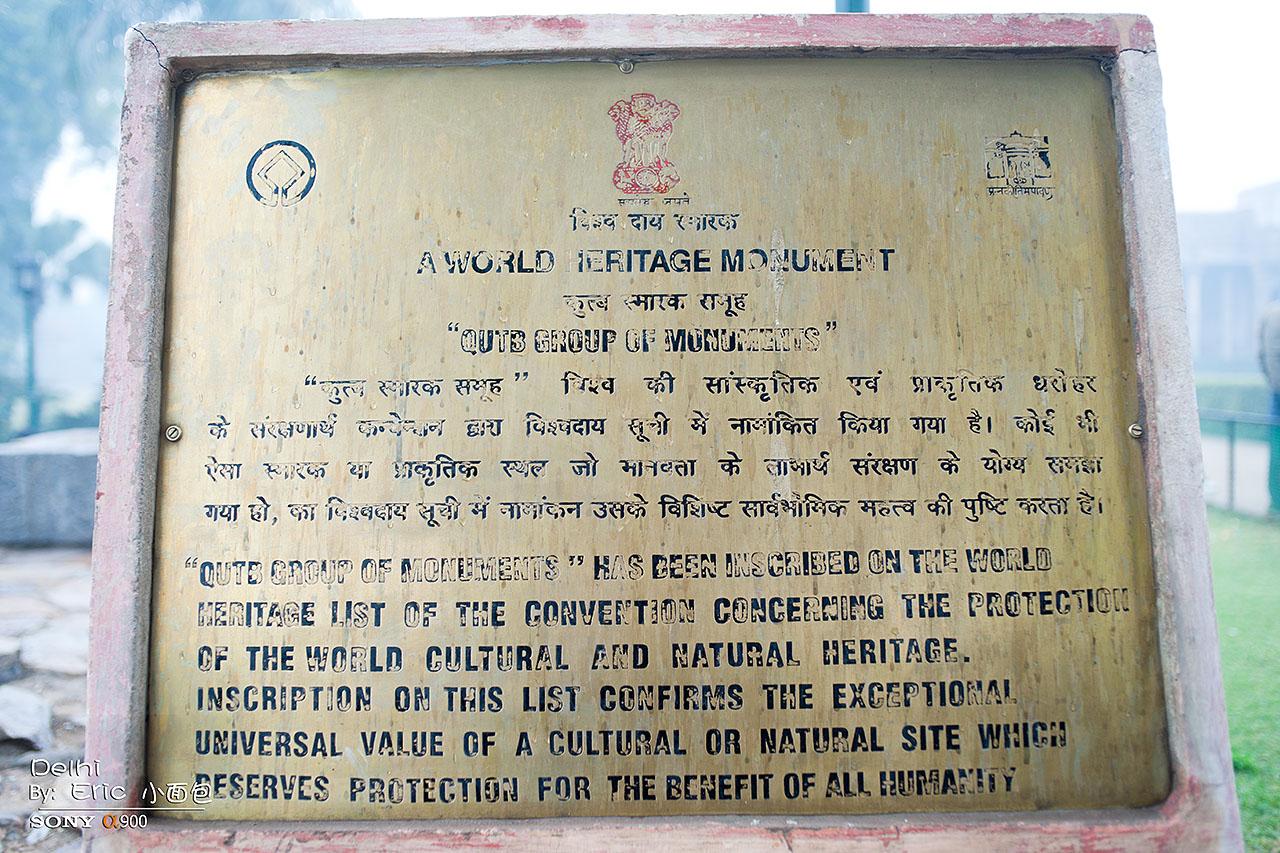 सत्यमेव जयते
प्रत्नकीर्तिमपावृणु
विश्व दाय स्मारक
A WORLD HERITAGE MONUMENT
कुत्ब स्मारक समूह
“QUTB GROUP OF MONUMENTS”
“कुत्ब स्मारक समूह” विश्व की सांस्कृतिक एवं प्राकृतिक धरोहर
के संरक्षणार्थ कन्वेन्शन द्वारा विश्वदाय सूची में नामांकित किया गया है। कोई भी
ऐसा स्मारक या प्राकृतिक स्थल जो मानवता के लाभार्थ संरक्षण के योग्य समझा
गया हो, का विश्वदाय सूची में नामांकन उसके विशिष्ट सार्वभौमिक महत्व की पुष्टि करता है।
“QUTB GROUP OF MONUMENTS” HAS BEEN INSCRIBED ON THE WORLD
HERITAGE LIST OF THE CONVENTION CONCERNING THE PROTECTION
OF THE WORLD CULTURAL AND NATURAL HERITAGE.
INSCRIPTION ON THIS LIST CONFIRMS THE EXCEPTIONAL
UNIVERSAL VALUE OF A CULTURAL OR NATURAL SITE WHICH
DESERVES PROTECTION FOR THE BENEFIT OF ALL HUMANITY
Delhi
By: Eric 小面包
SONY α900